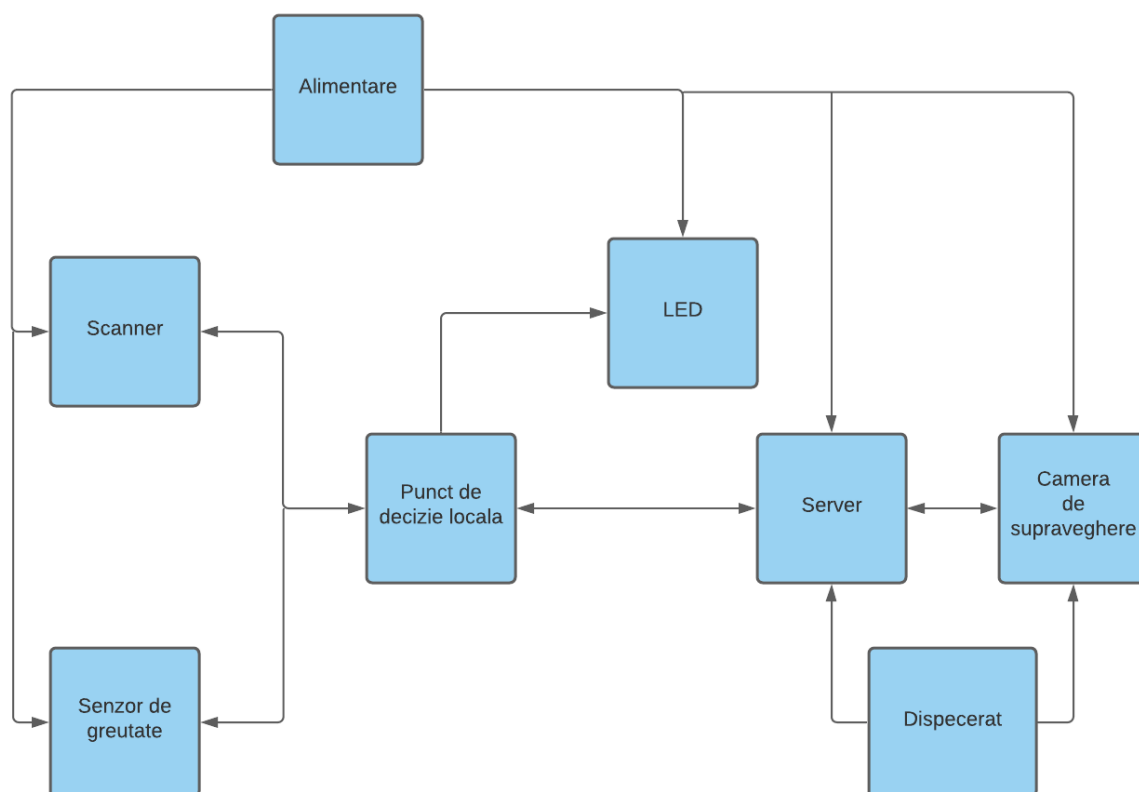 Alimentare
LED
Scanner
Punct de
decizie locala
Server
Camera
de
supraveghere
Senzor de
greutate
Dispecerat